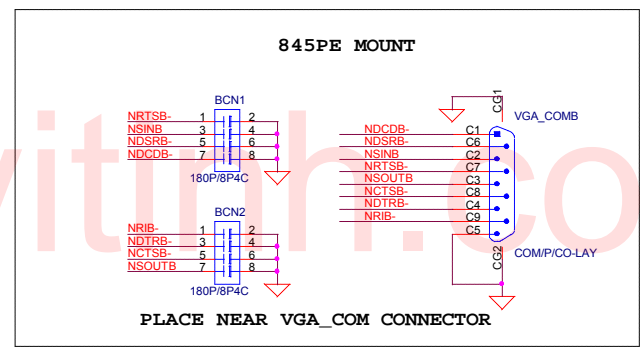 845PE MOUNT
BCN1
NRTSB- 1 2
NSINB 3 4
NDSRB- 5 6
NDCDB- 7 8
180P/8P4C
BCN2
NRIB- 1 2
NDTRB- 3 4
NCTSB- 5 6
NSOUTB 7 8
180P/8P4C
CG1
VGA_COMB
NDCDB- C1
NDSRB- C6
NSINB C2
NRTSB- C7
NSOUTB C3
NCTSB- C8
NDTRB- C4
NRIB- C9
C5
CG2
COM/P/CO-LAY
PLACE NEAR VGA_COM CONNECTOR
vitinh.co